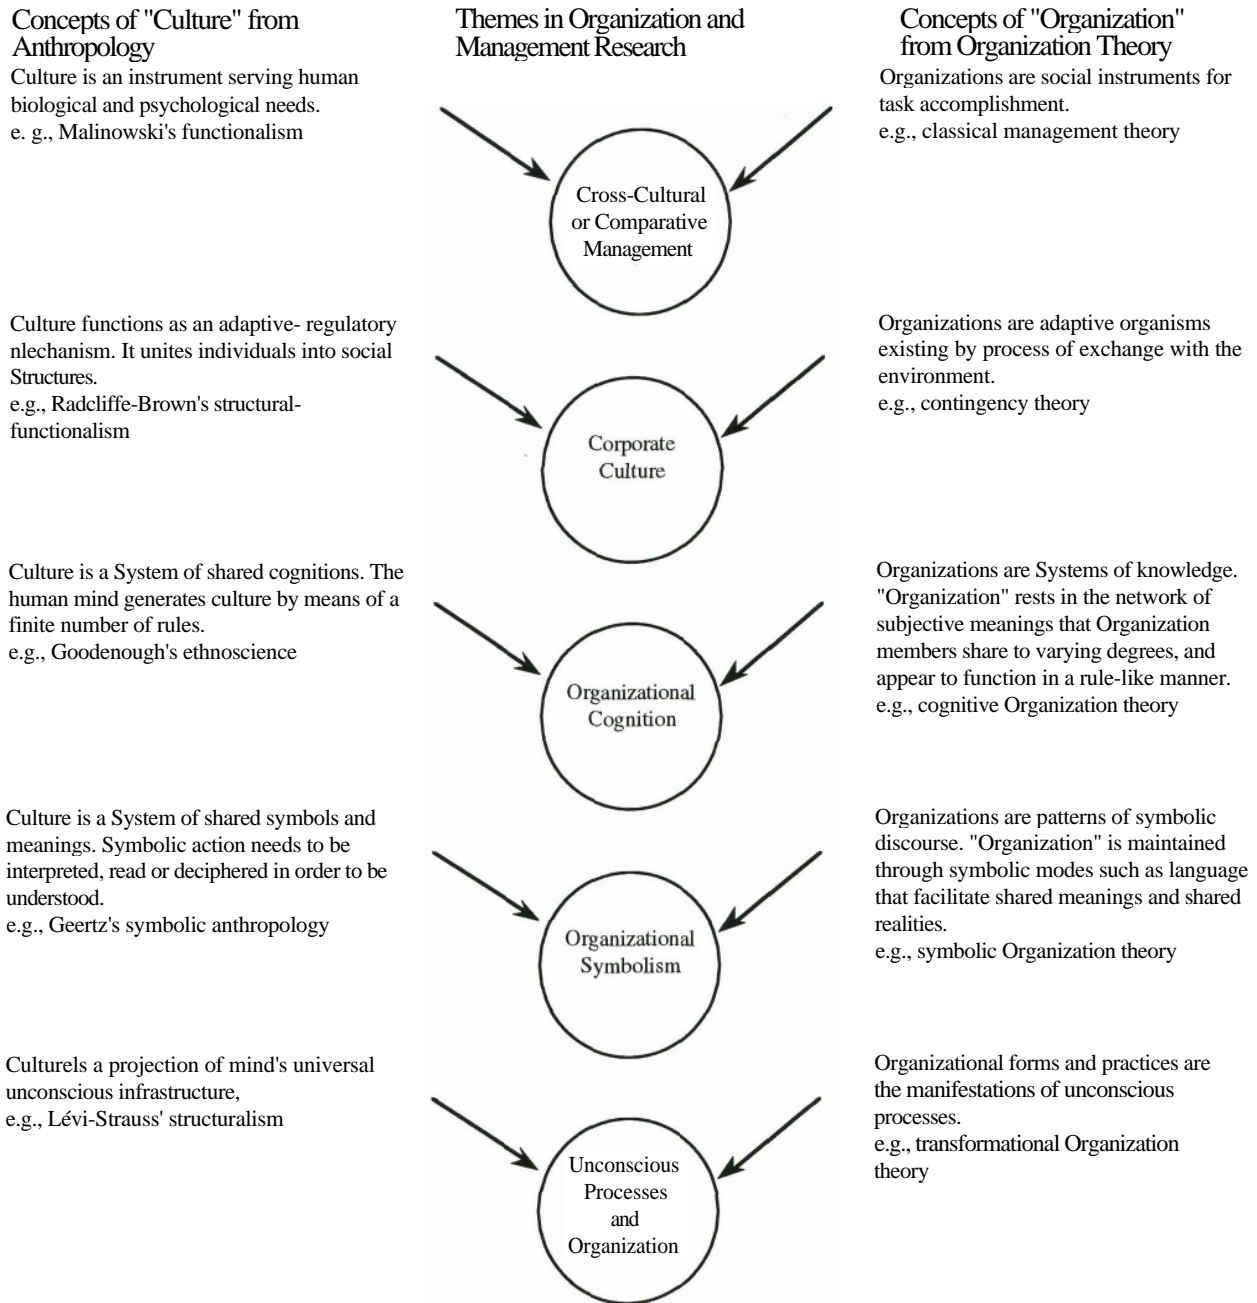 Concepts of "Culture" from
Anthropology
Themes in Organization and
Management Research
Concepts of "Organization"
from Organization Theory
Culture is an instrument serving human
biological and psychological needs.
e. g., Malinowski's functionalism
Cross-Cultural
or Comparative
Management
Organizations are social instruments for
task accomplishment.
e.g., classical management theory
Culture functions as an adaptive- regulatory
nlechanism. It unites individuals into social
Structures.
e.g., Radcliffe-Brown's structural-
functionalism
Corporate
Culture
Organizations are adaptive organisms
existing by process of exchange with the
environment.
e.g., contingency theory
Culture is a System of shared cognitions. The
human mind generates culture by means of a
finite number of rules.
e.g., Goodenough's ethnoscience
Organizational
Cognition
Organizations are Systems of knowledge.
"Organization" rests in the network of
subjective meanings that Organization
members share to varying degrees, and
appear to function in a rule-like manner.
e.g., cognitive Organization theory
Culture is a System of shared symbols and
meanings. Symbolic action needs to be
interpreted, read or deciphered in order to be
understood.
e.g., Geertz's symbolic anthropology
Organizational
Symbolism
Organizations are patterns of symbolic
discourse. "Organization" is maintained
through symbolic modes such as language
that facilitate shared meanings and shared
realities.
e.g., symbolic Organization theory
Culturels a projection of mind's universal
unconscious infrastructure,
e.g., Lévi-Strauss' structuralism
Unconscious
Processes
and
Organization
Organizational forms and practices are
the manifestations of unconscious
processes.
e.g., transformational Organization
theory